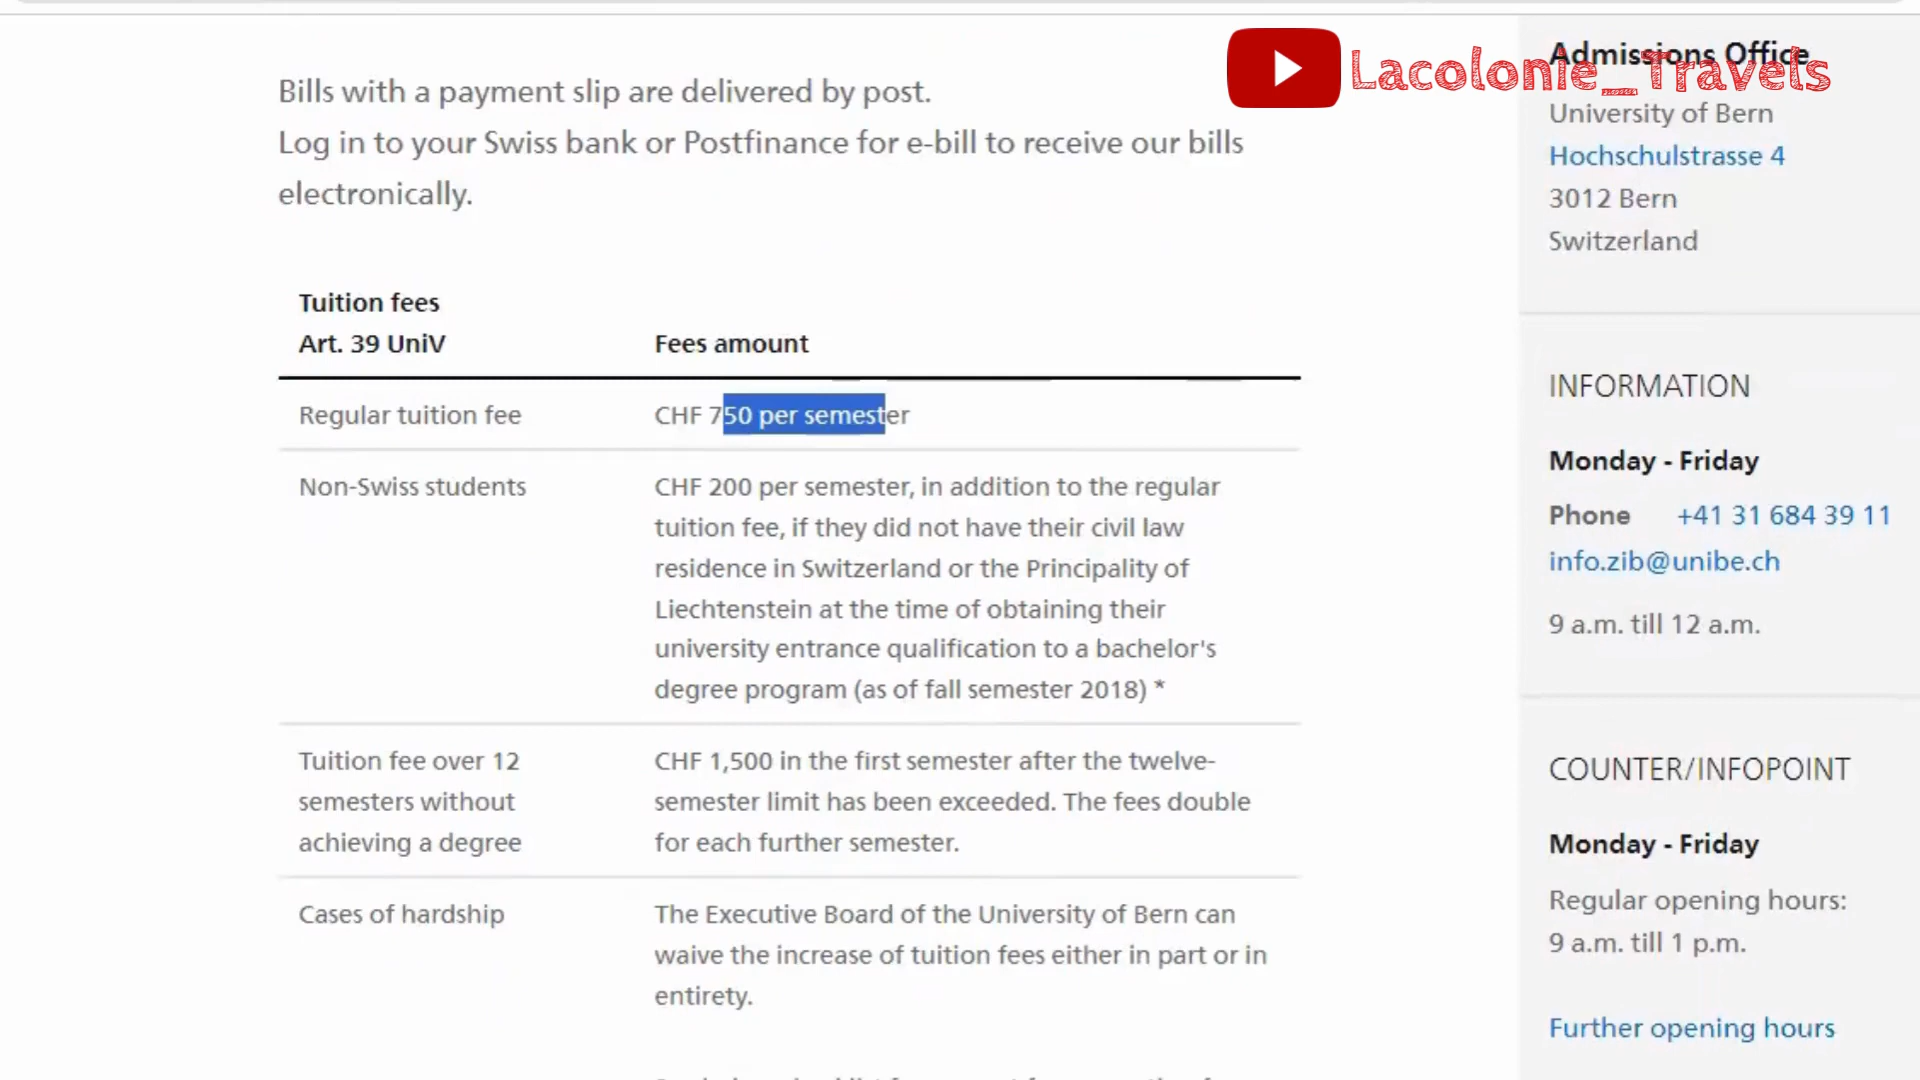 Lacolonie_Travels
Bills with a payment slip are delivered by post.
Log in to your Swiss bank or Postfinance for e-bill to receive our bills
electronically.
Tuition fees
Art. 39 UniV
Fees amount
Regular tuition fee
CHF 750 per semester
Non-Swiss students
CHF 200 per semester, in addition to the regular
tuition fee, if they did not have their civil law
residence in Switzerland or the Principality of
Liechtenstein at the time of obtaining their
university entrance qualification to a bachelor's
degree program (as of fall semester 2018) *
Tuition fee over 12
semesters without
achieving a degree
CHF 1,500 in the first semester after the twelve-
semester limit has been exceeded. The fees double
for each further semester.
Cases of hardship
The Executive Board of the University of Bern can
waive the increase of tuition fees either in part or in
entirety.
Admissions Office
University of Bern
Hochschulstrasse 4
3012 Bern
Switzerland
INFORMATION
Monday - Friday
Phone +41 31 684 39 11
info.zib@unibe.ch
9 a.m. till 12 a.m.
COUNTER/INFOPOINT
Monday - Friday
Regular opening hours:
9 a.m. till 1 p.m.
Further opening hours